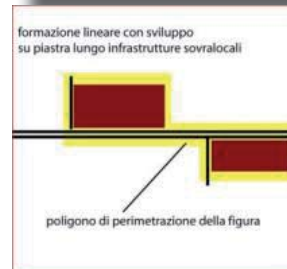 formazione lineare con sviluppo
su piastra lungo infrastrutture sovralocali
poligono di perimetrazione della figura